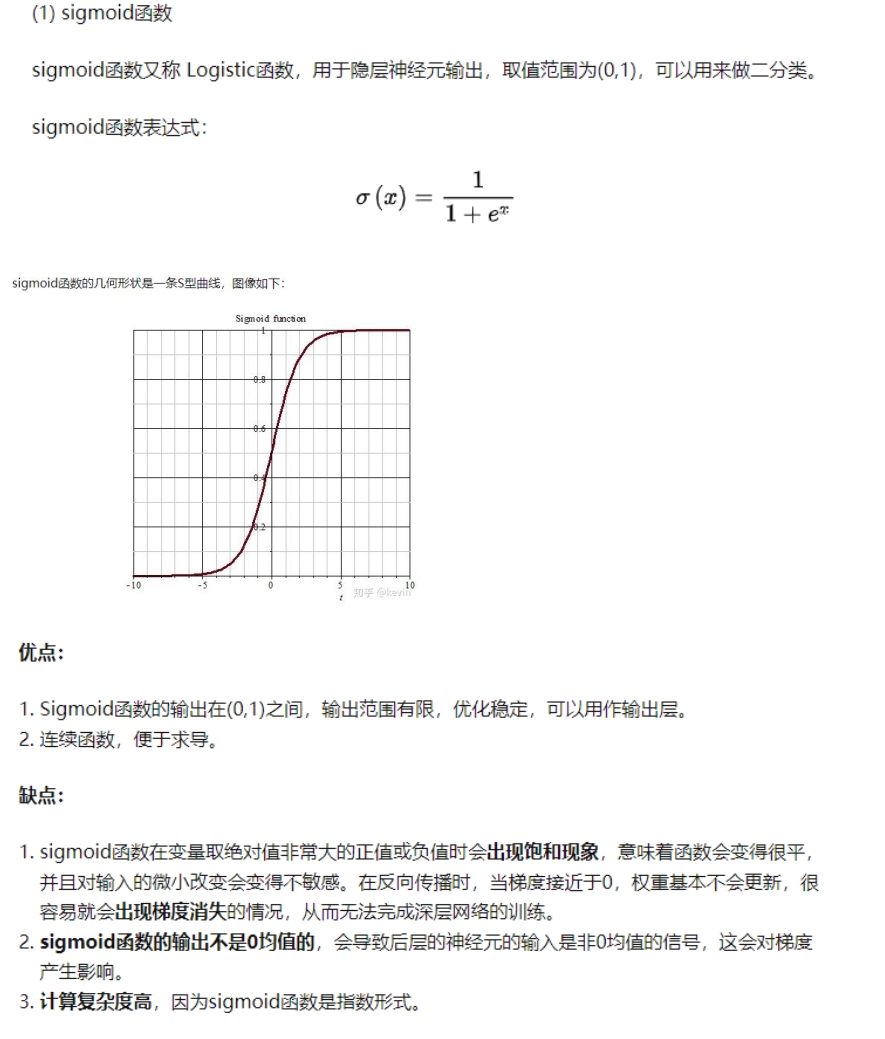 (1) sigmoid函数
sigmoid函数又称 Logistic函数，用于隐层神经元输出，取值范围为(0,1)，可以用来做二分类。
sigmoid函数表达式：
σ (x) = 1 / (1 + e^x)
sigmoid函数的几何形状是一条S型曲线，图像如下：
Sigmoid function
1
0.8
0.6
0.4
0.2
-10 -5 0 5 10
t 知乎 @kevin
优点：
1. Sigmoid函数的输出在(0,1)之间，输出范围有限，优化稳定，可以用作输出层。
2. 连续函数，便于求导。
缺点：
1. sigmoid函数在变量取绝对值非常大的正值或负值时会出现饱和现象，意味着函数会变得很平，
并且对输入的微小改变会变得不敏感。在反向传播时，当梯度接近于0，权重基本不会更新，很
容易就会出现梯度消失的情况，从而无法完成深层网络的训练。
2. sigmoid函数的输出不是0均值的，会导致后层的神经元的输入是非0均值的信号，这会对梯度
产生影响。
3. 计算复杂度高，因为sigmoid函数是指数形式。